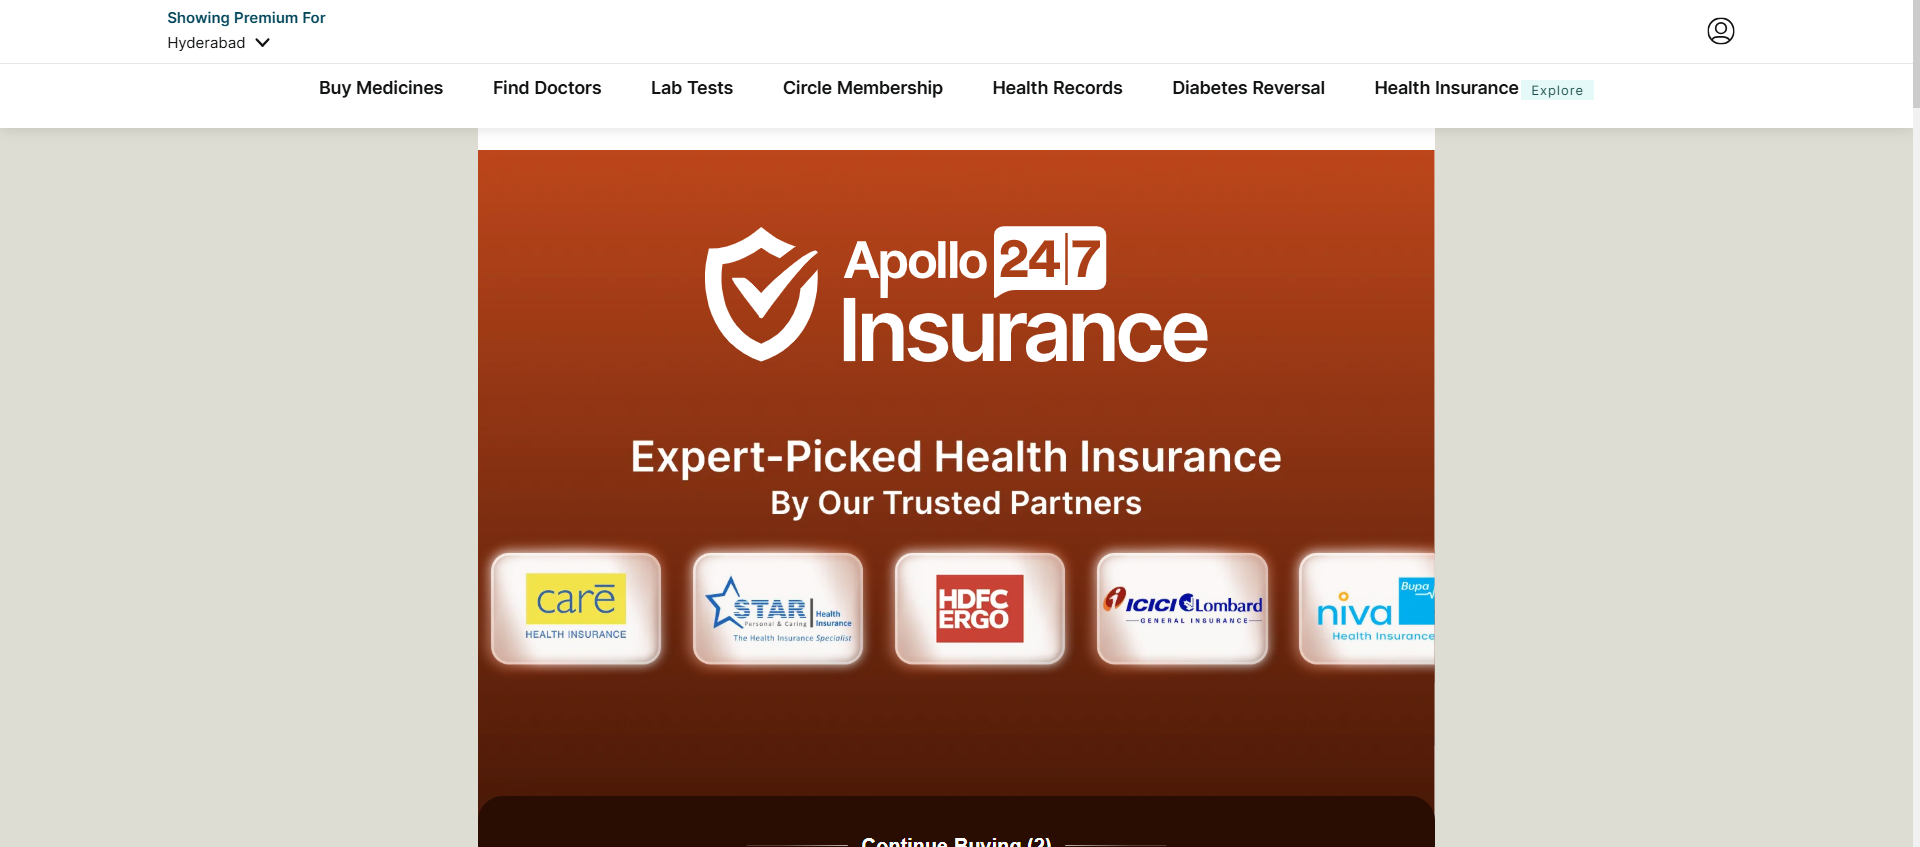 Showing Premium For
Hyderabad
Buy Medicines Find Doctors Lab Tests Circle Membership Health Records Diabetes Reversal Health Insurance Explore
Apollo 24|7
Insurance
Expert-Picked Health Insurance
By Our Trusted Partners
carē
HEALTH INSURANCE
STAR Health Insurance
Personal & Caring
The Health Insurance Specialist
HDFC
ERGO
ICICI Lombard
GENERAL INSURANCE
niva Bupa
Health Insurance
Continue Buying (2)